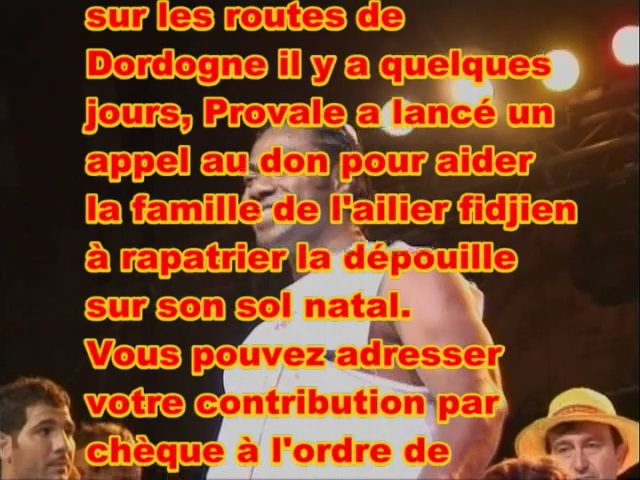 sur les routes de
Dordogne il y a quelques
jours, Provale a lancé un
appel au don pour aider
la famille de l'ailier fidjien
à rapatrier la dépouille
sur son sol natal.
Vous pouvez adresser
votre contribution par
chèque à l'ordre de